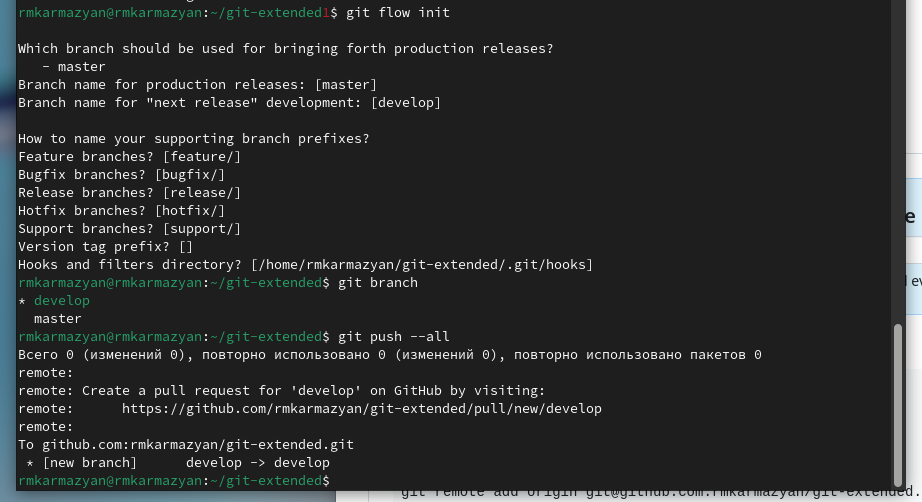 rmkarmazyan@rmkarmazyan:~/git-extended1$ git flow init
Which branch should be used for bringing forth production releases?
   - master
Branch name for production releases: [master]
Branch name for "next release" development: [develop]
How to name your supporting branch prefixes?
Feature branches? [feature/]
Bugfix branches? [bugfix/]
Release branches? [release/]
Hotfix branches? [hotfix/]
Support branches? [support/]
Version tag prefix? []
Hooks and filters directory? [/home/rmkarmazyan/git-extended/.git/hooks]
rmkarmazyan@rmkarmazyan:~/git-extended$ git branch
* develop
  master
rmkarmazyan@rmkarmazyan:~/git-extended$ git push --all
Всего 0 (изменений 0), повторно использовано 0 (изменений 0), повторно использовано пакетов 0
remote:
remote: Create a pull request for 'develop' on GitHub by visiting:
remote:      https://github.com/rmkarmazyan/git-extended/pull/new/develop
remote:
To github.com:rmkarmazyan/git-extended.git
 * [new branch]      develop -> develop
rmkarmazyan@rmkarmazyan:~/git-extended$
git remote add origin git@github.com:rmkarmazyan/git-extended.